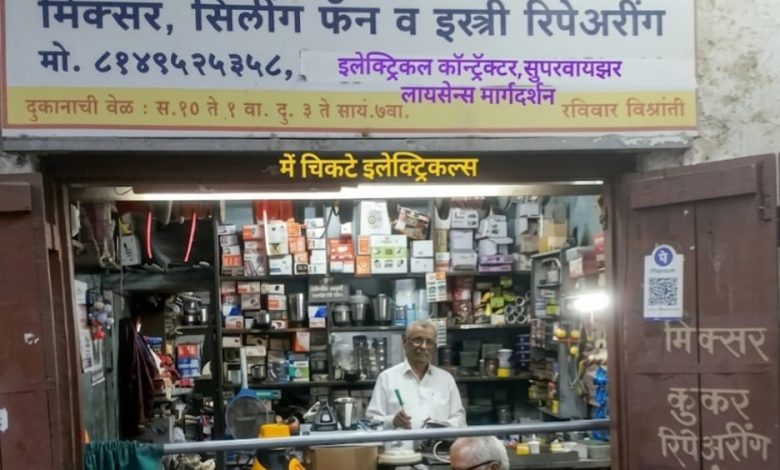 मिक्सर, सिलींग फॅन व इस्त्री रिपेअरींग
मो. ८१४९५२५३५८,
इलेक्ट्रिकल कॉन्ट्रॅक्टर,सुपरवायझर
लायसेन्स मार्गदर्शन
दुकानाची वेळ : स.१० ते १ वा. दु. ३ ते सायं.७वा.
रविवार विश्रांती
में चिकटे इलेक्ट्रिकल्स
मिक्सर
कुकर
रिपेअरींग